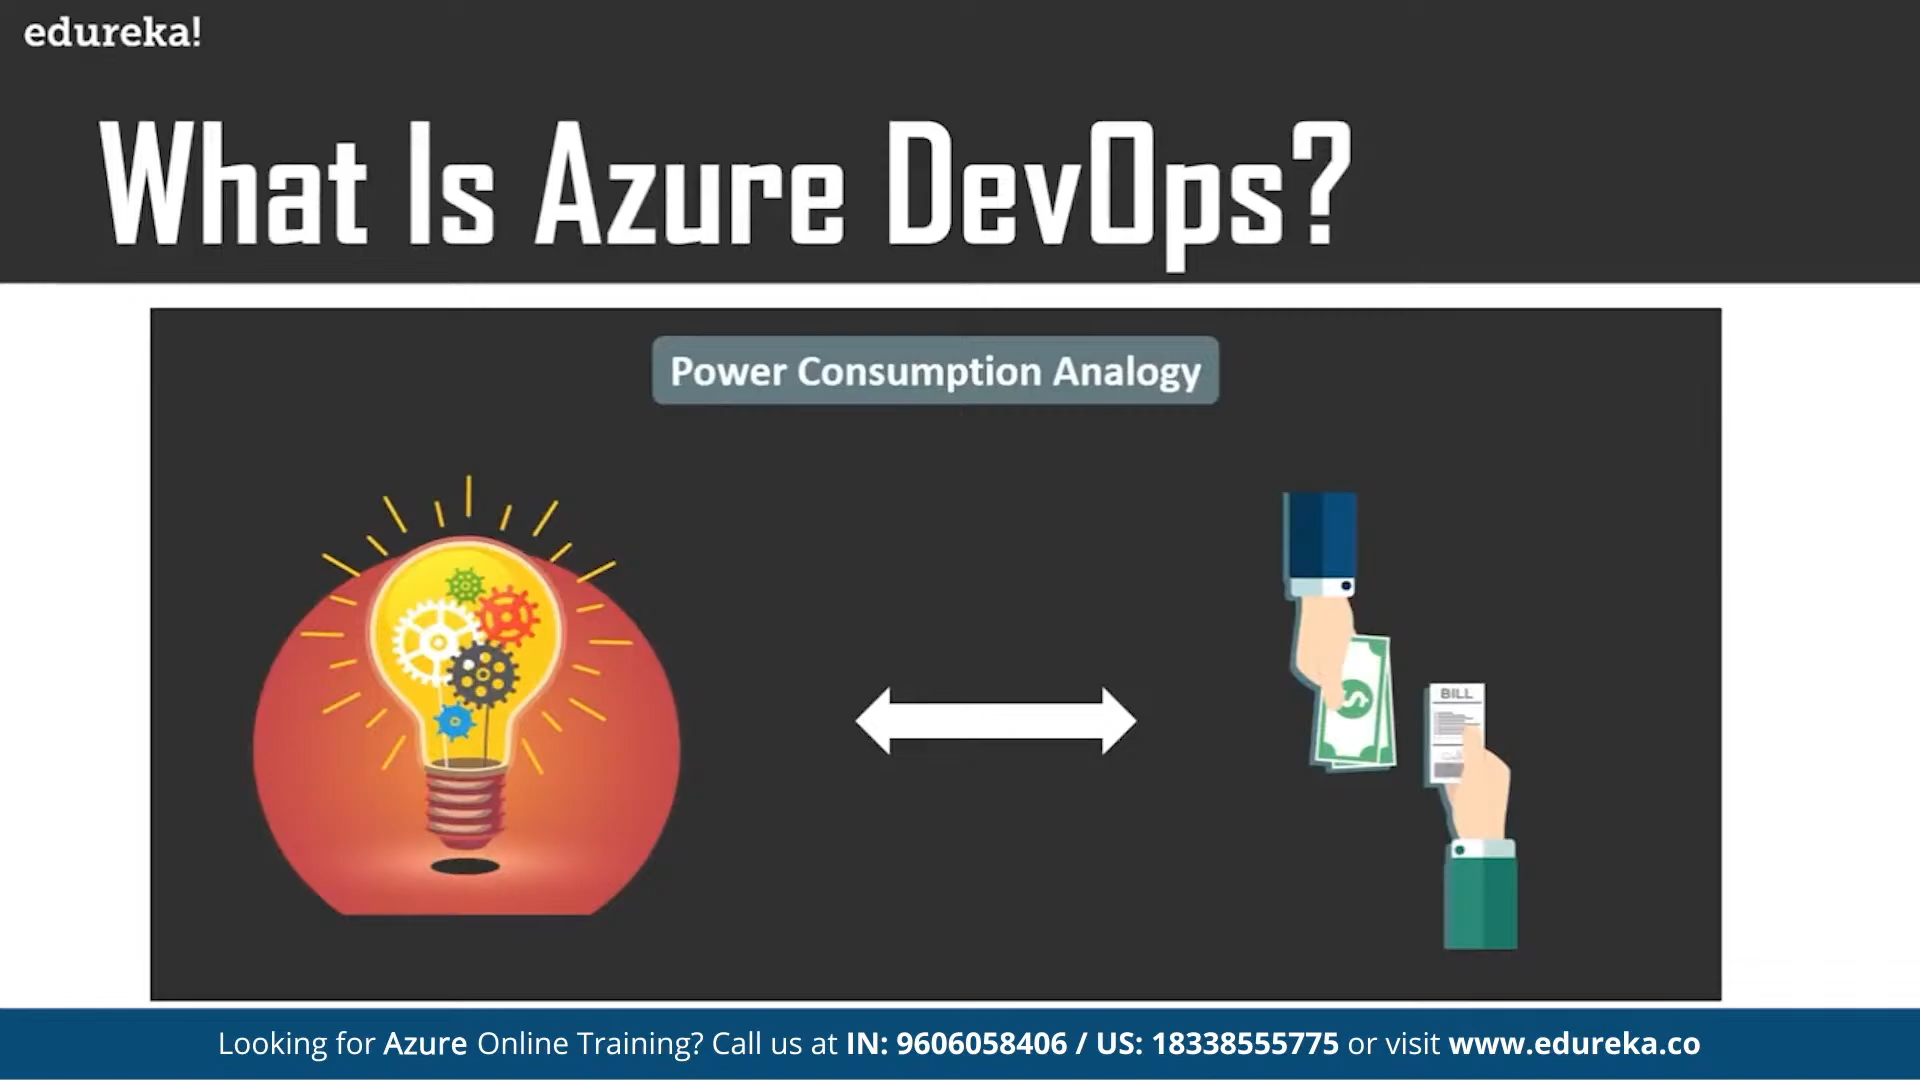 edureka!
What Is Azure DevOps?
Power Consumption Analogy
BILL
Looking for Azure Online Training? Call us at IN: 9606058406 / US: 18338555775 or visit www.edureka.co